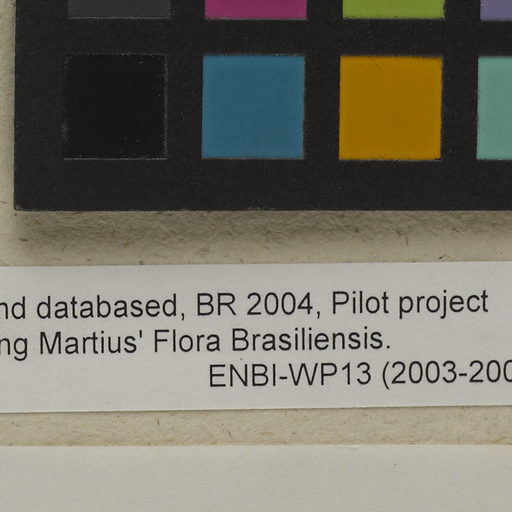 nd databased, BR 2004, Pilot project
ng Martius' Flora Brasiliensis.
ENBI-WP13 (2003-200